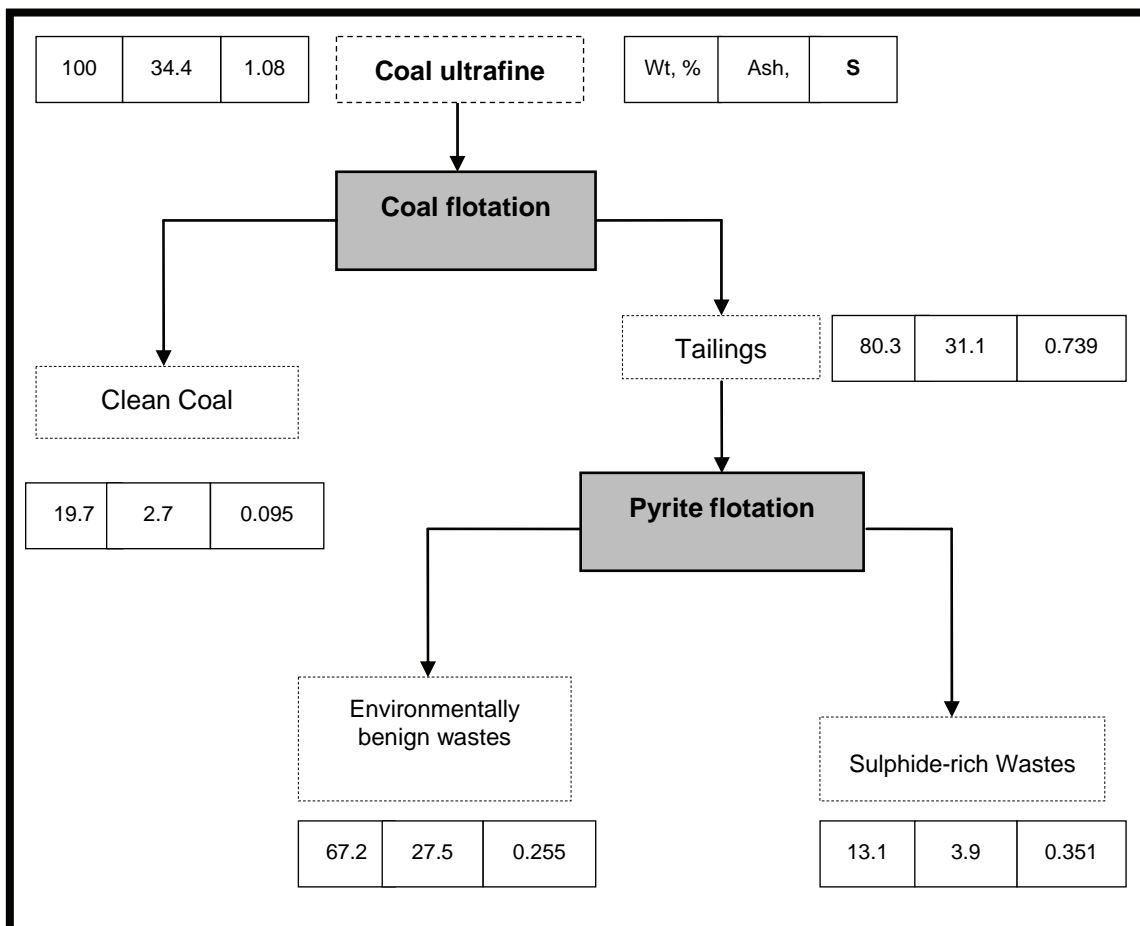 100 34.4 1.08
Coal ultrafine
Wt, % Ash, S
Coal flotation
Tailings
80.3 31.1 0.739
Clean Coal
19.7 2.7 0.095
Pyrite flotation
Environmentally
benign wastes
Sulphide-rich Wastes
67.2 27.5 0.255
13.1 3.9 0.351